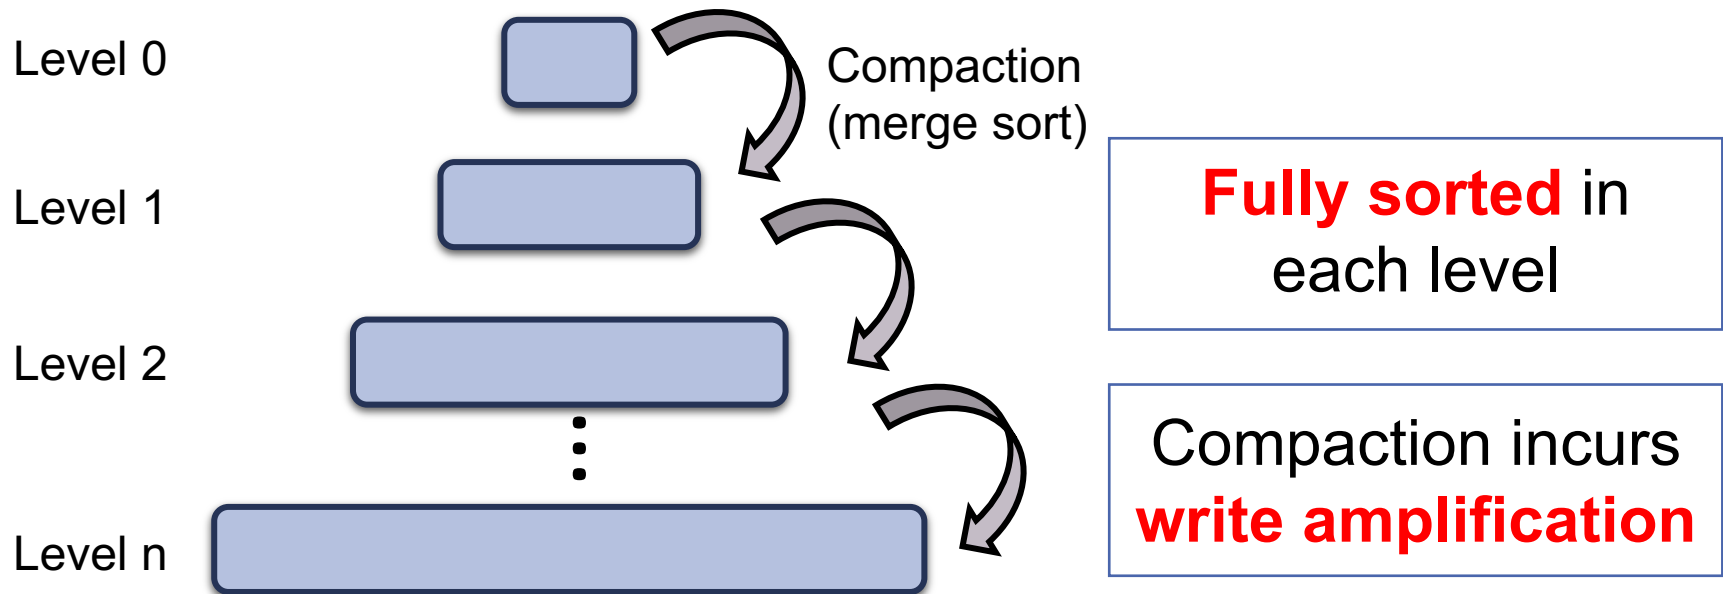 Level 0
Compaction
(merge sort)
Level 1
Fully sorted in
each level
Level 2
Compaction incurs
write amplification
Level n